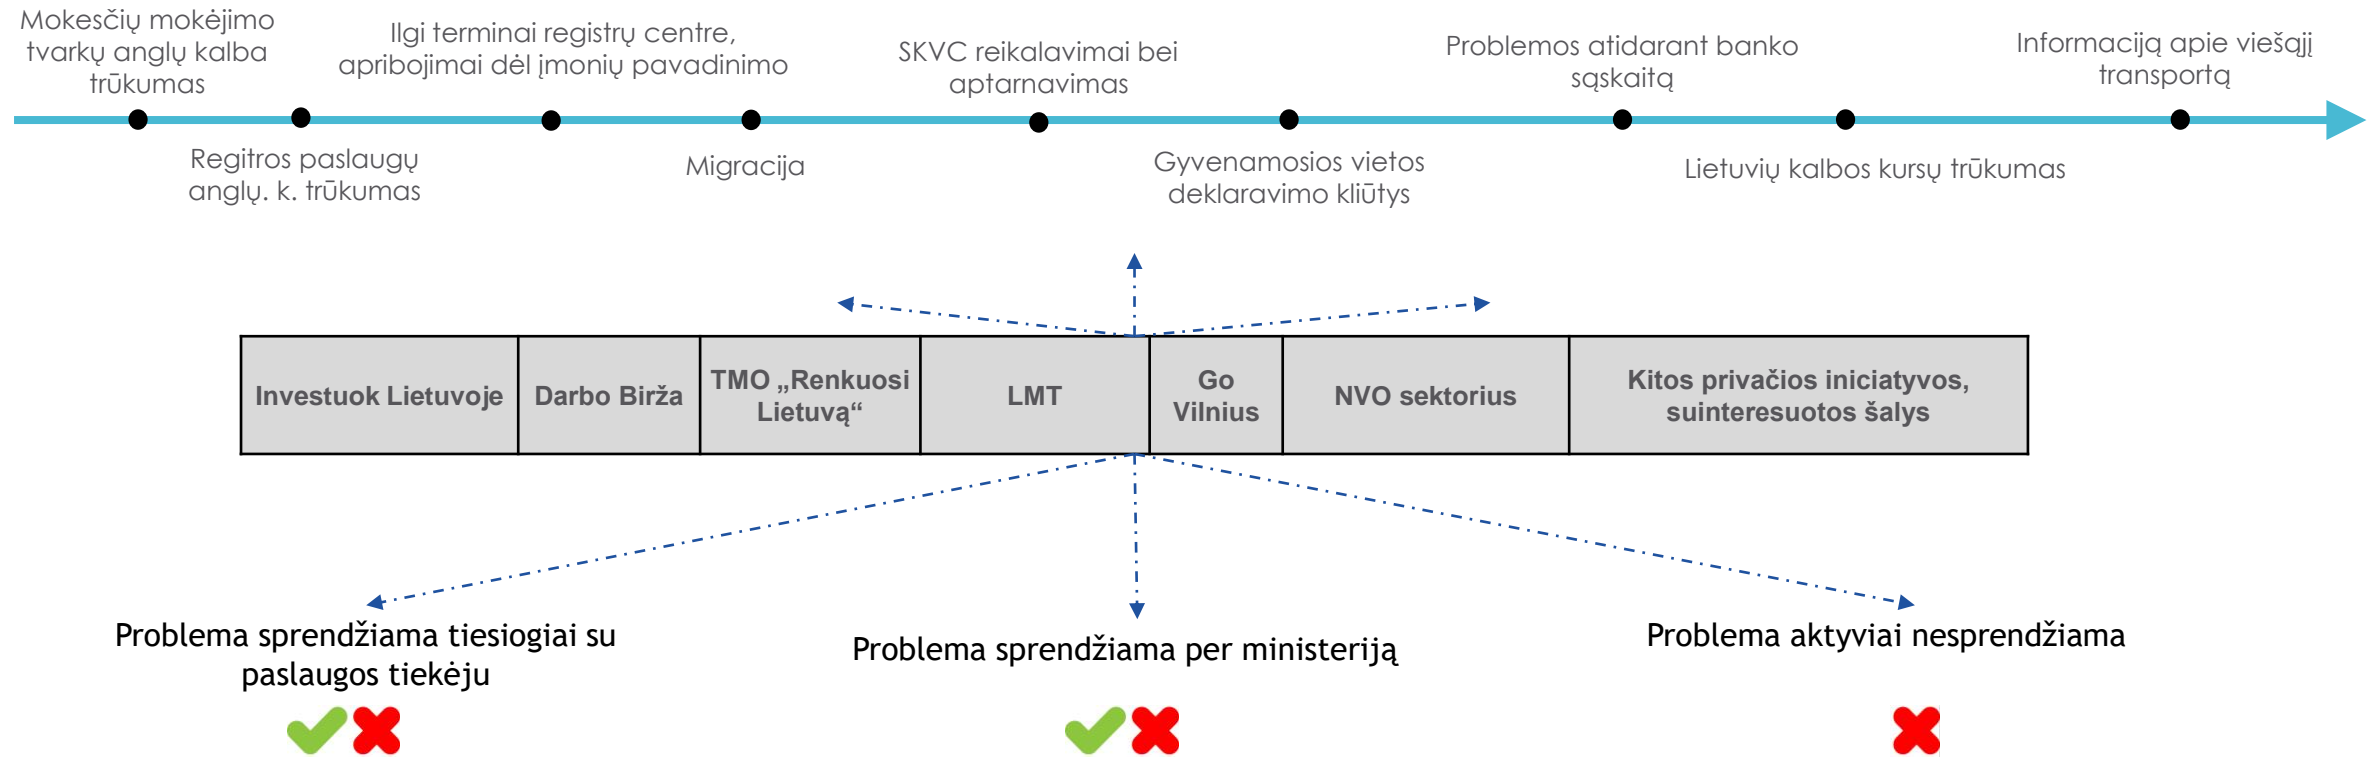 Mokesčių mokėjimo
tvarkų anglų kalba
trūkumas
Ilgi terminai registrų centre,
apribojimai dėl įmonių pavadinimo
SKVC reikalavimai bei
aptarnavimas
Problemos atidarant banko
sąskaitą
Informaciją apie viešąjį
transportą
Regitros paslaugų
anglų. k. trūkumas
Migracija
Gyvenamosios vietos
deklaravimo kliūtys
Lietuvių kalbos kursų trūkumas
Investuok Lietuvoje
Darbo Birža
TMO „Renkuosi
Lietuvą“
LMT
Go
Vilnius
NVO sektorius
Kitos privačios iniciatyvos,
suinteresuotos šalys
Problema sprendžiama tiesiogiai su
paslaugos tiekėju
Problema sprendžiama per ministeriją
Problema aktyviai nesprendžiama